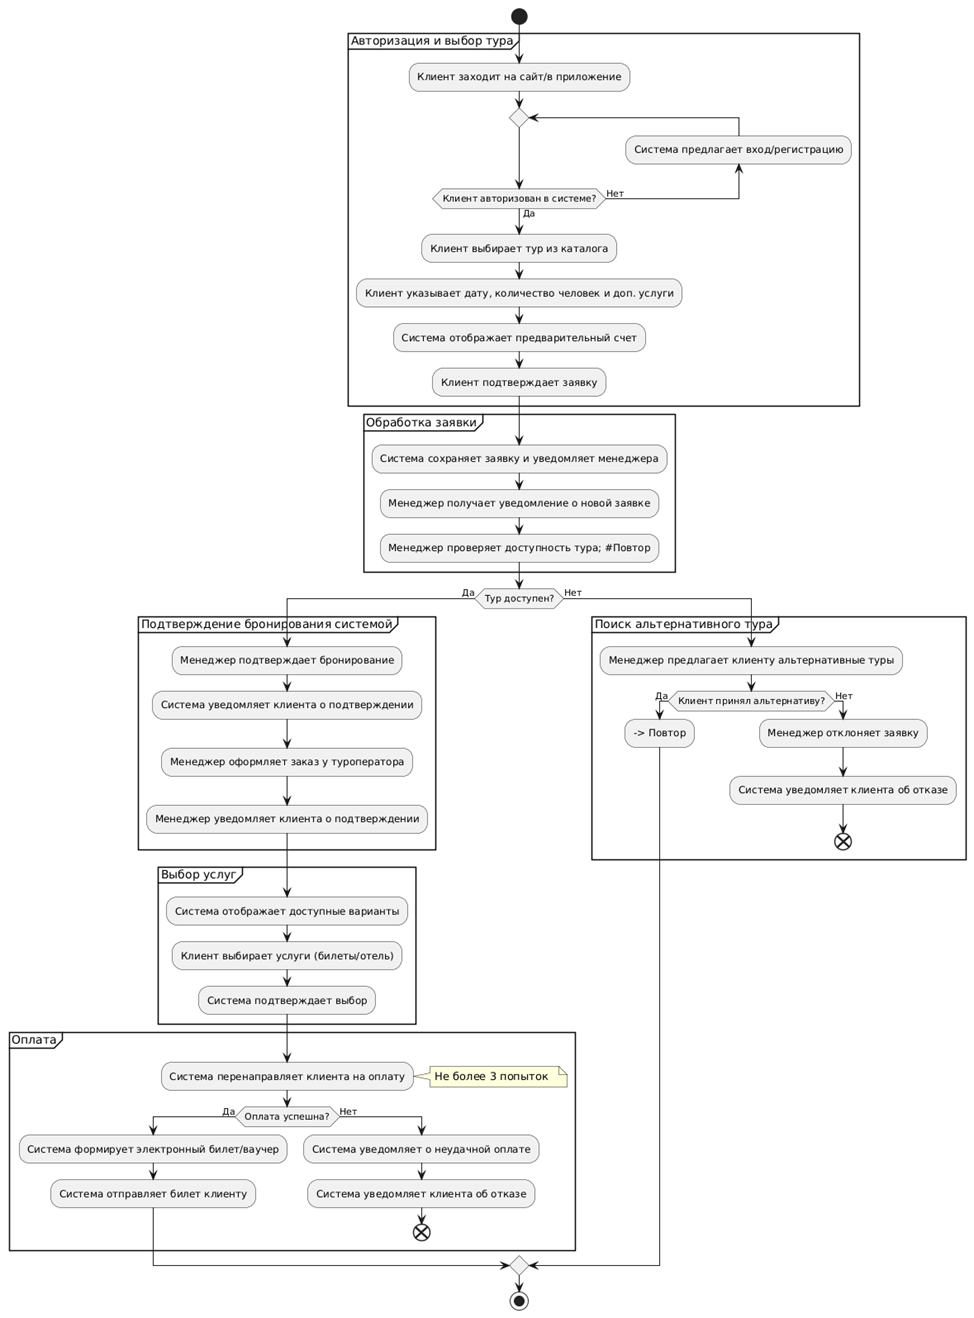 Авторизация и выбор тура
Клиент заходит на сайт/в приложение
Система предлагает вход/регистрацию
Клиент авторизован в системе?
Нет
Да
Клиент выбирает тур из каталога
Клиент указывает дату, количество человек и доп. услуги
Система отображает предварительный счет
Клиент подтверждает заявку
Обработка заявки
Система сохраняет заявку и уведомляет менеджера
Менеджер получает уведомление о новой заявке
Менеджер проверяет доступность тура; #Повтор
Да
Тур доступен?
Нет
Подтверждение бронирования системой
Менеджер подтверждает бронирование
Система уведомляет клиента о подтверждении
Менеджер оформляет заказ у туроператора
Менеджер уведомляет клиента о подтверждении
Поиск альтернативного тура
Менеджер предлагает клиенту альтернативные туры
Да
Клиент принял альтернативу?
Нет
-> Повтор
Менеджер отклоняет заявку
Система уведомляет клиента об отказе
Выбор услуг
Система отображает доступные варианты
Клиент выбирает услуги (билеты/отель)
Система подтверждает выбор
Оплата
Система перенаправляет клиента на оплату
Не более 3 попыток
Да
Оплата успешна?
Нет
Система формирует электронный билет/ваучер
Система отправляет билет клиенту
Система уведомляет о неудачной оплате
Система уведомляет клиента об отказе